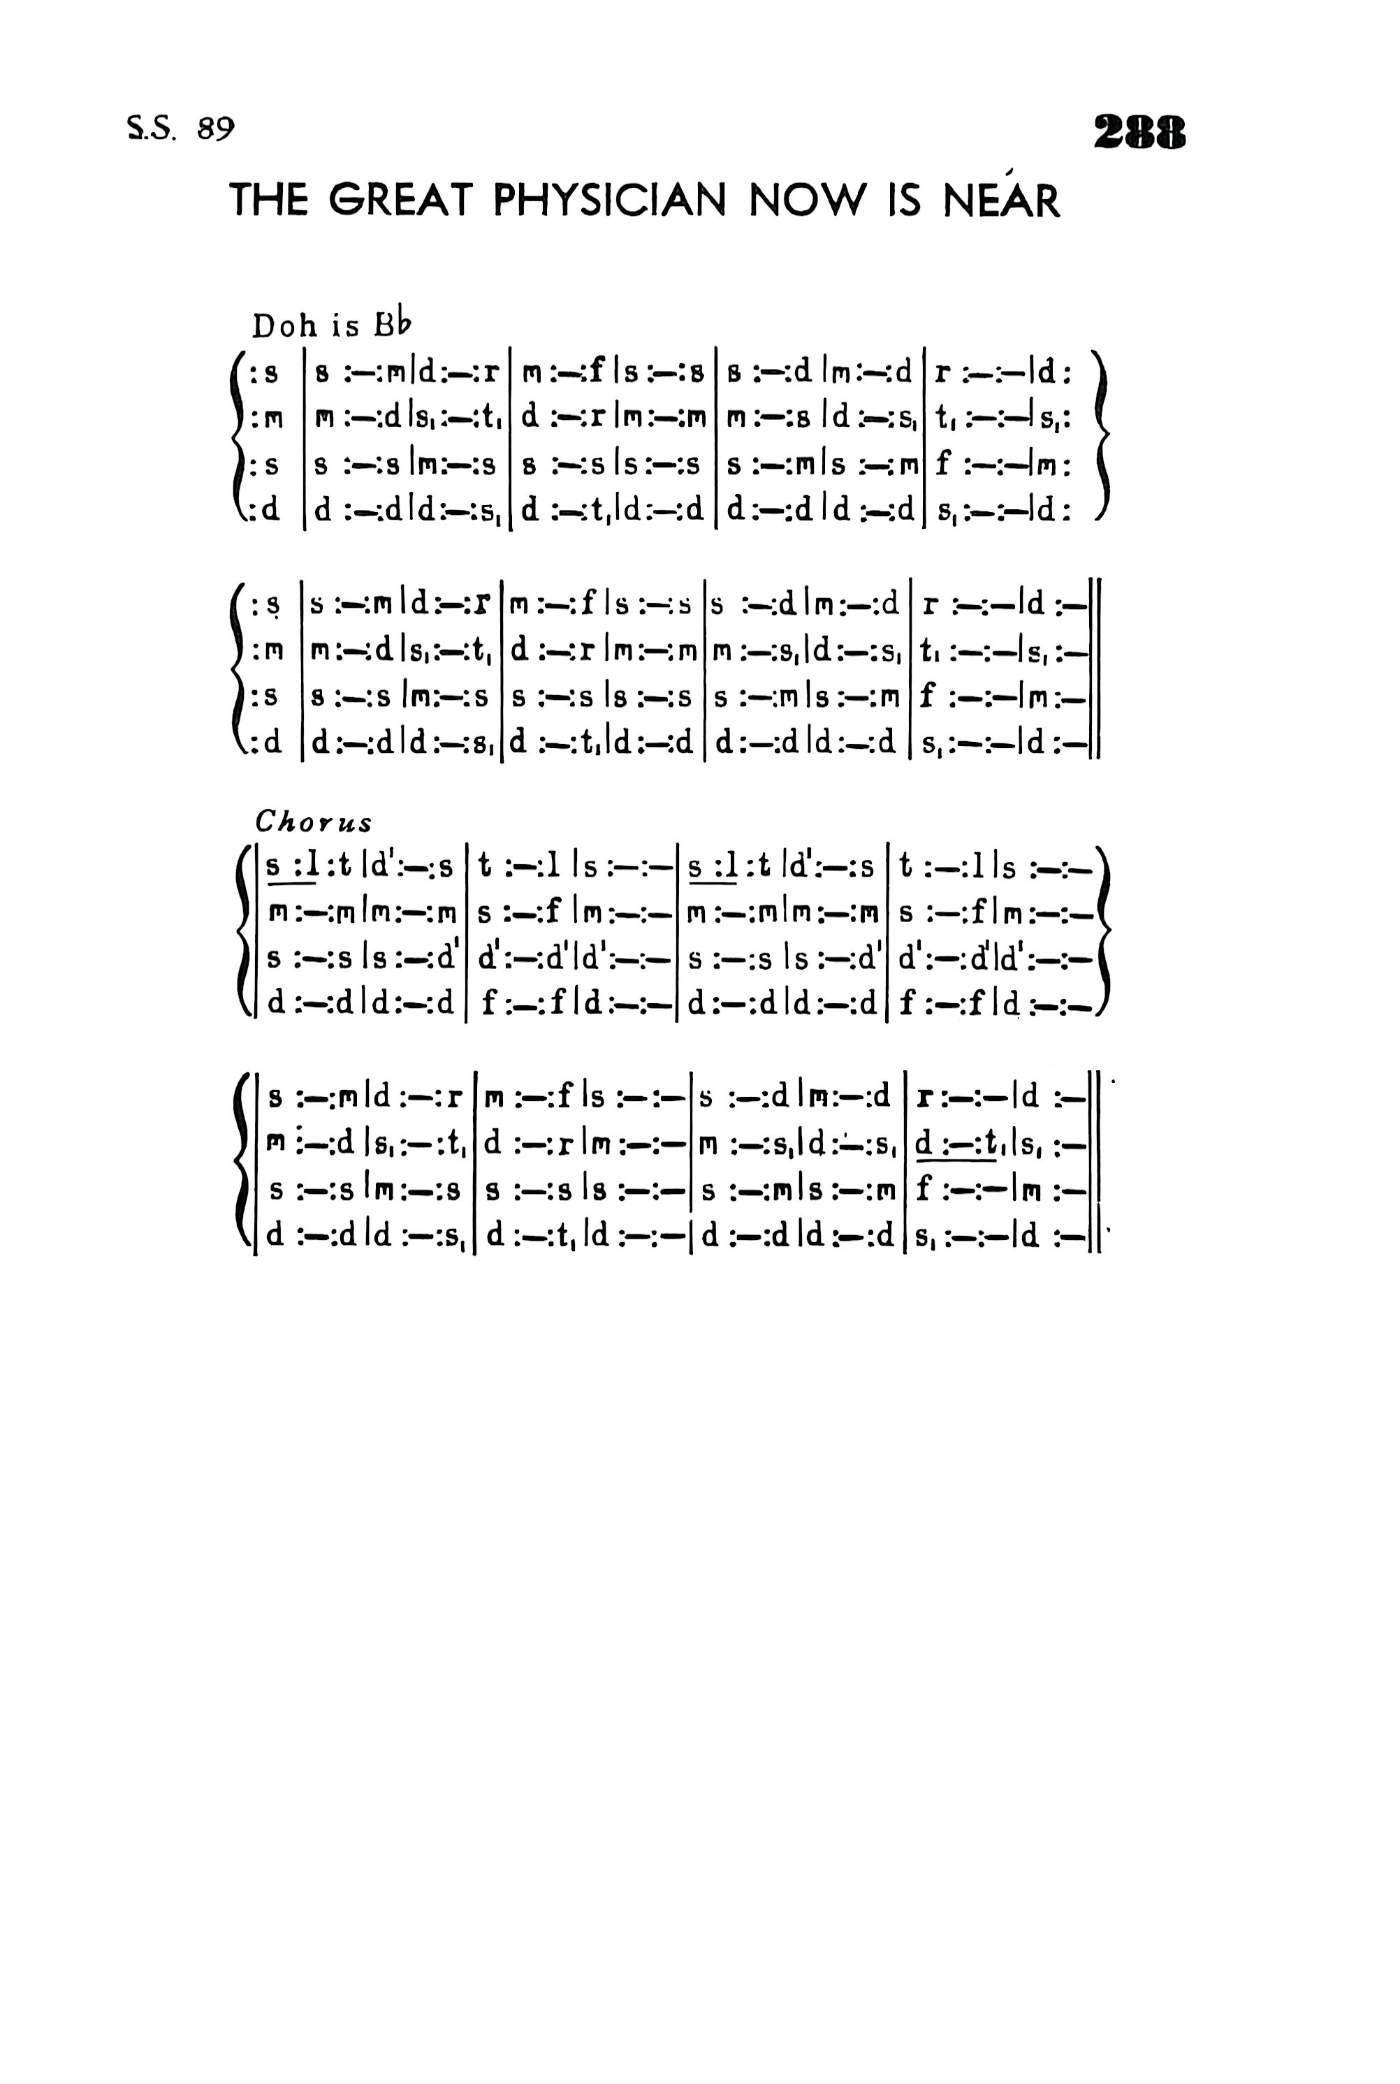 S.S. 89 288
THE GREAT PHYSICIAN NOW IS NEAR
Doh is B♭
:s | s :—:m|d:—:r | m:—:f|s:—:s | s :—:d|m:—:d | r :—:—|d:
:m | m:—:d|s₁:—:t₁ | d :—:r|m:—:m | m:—:s|d:—:s₁ | t₁:—:—|s₁:
:s | s :—:s|m:—:s | s :—:s|s:—:s | s :—:m|s :—:m | f :—:—|m:
:d | d :—:d|d:—:s₁ | d :—:t₁|d:—:d | d:—:d|d :—:d | s₁:—:—|d:
:s | s :—:m|d:—:r | m:—:f|s:—:s | s :—:d|m:—:d | r :—:—|d :—||
:m | m:—:d|s₁:—:t₁ | d :—:r|m:—:m | m:—:s₁|d:—:s₁ | t₁:—:—|s₁:—||
:s | s :—:s|m:—:s | s :—:s|s :—:s | s :—:m|s:—:m | f :—:—|m:—||
:d | d:—:d|d:—:s₁ | d :—:t₁|d:—:d | d:—:d|d:—:d | s₁:—:—|d :—||
Chorus
| s :l :t |d':—:s | t :—:l |s :—:— | s :l :t |d':—:s | t :—:l|s :—:—
| m:—:m|m:—:m | s :—:f |m:—:— | m:—:m|m:—:m | s :—:f|m:—:—
| s :—:s|s:—:d' | d':—:d'|d':—:— | s :—:s |s :—:d' | d':—:d'|d':—:—
| d :—:d|d:—:d | f :—:f|d:—:— | d:—:d|d:—:d | f :—:f|d :—:—
| s :—:m|d :—:r | m :—:f|s :—:— | s :—:d|m:—:d | r:—:—|d :—||
| m :—:d |s₁:—:t₁ | d :—:r|m:—:— | m :—:s₁|d:—:s₁ | d :—:t₁|s₁ :—||
| s :—:s |m:—:s | s :—:s|s :—:— | s :—:m|s:—:m | f :—:—|m :—||
| d :—:d|d :—:s₁ | d :—:t₁|d :—:— | d :—:d|d:—:d | s₁:—:—|d :—||